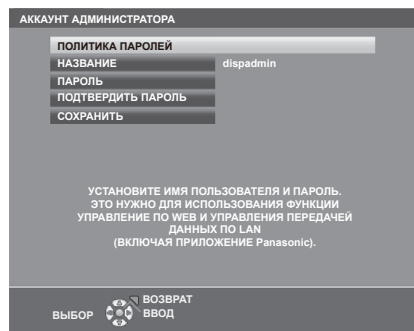 АККАУНТ АДМИНИСТРАТОРА
ПОЛИТИКА ПАРОЛЕЙ
НАЗВАНИЕ dispadmin
ПАРОЛЬ
ПОДТВЕРДИТЬ ПАРОЛЬ
СОХРАНИТЬ
УСТАНОВИТЕ ИМЯ ПОЛЬЗОВАТЕЛЯ И ПАРОЛЬ.
ЭТО НУЖНО ДЛЯ ИСПОЛЬЗОВАНИЯ ФУНКЦИИ
УПРАВЛЕНИЕ ПО WEB И УПРАВЛЕНИЯ ПЕРЕДАЧЕЙ
ДАННЫХ ПО LAN
(ВКЛЮЧАЯ ПРИЛОЖЕНИЕ Panasonic).
ВОЗВРАТ
ВЫБОР ВВОД